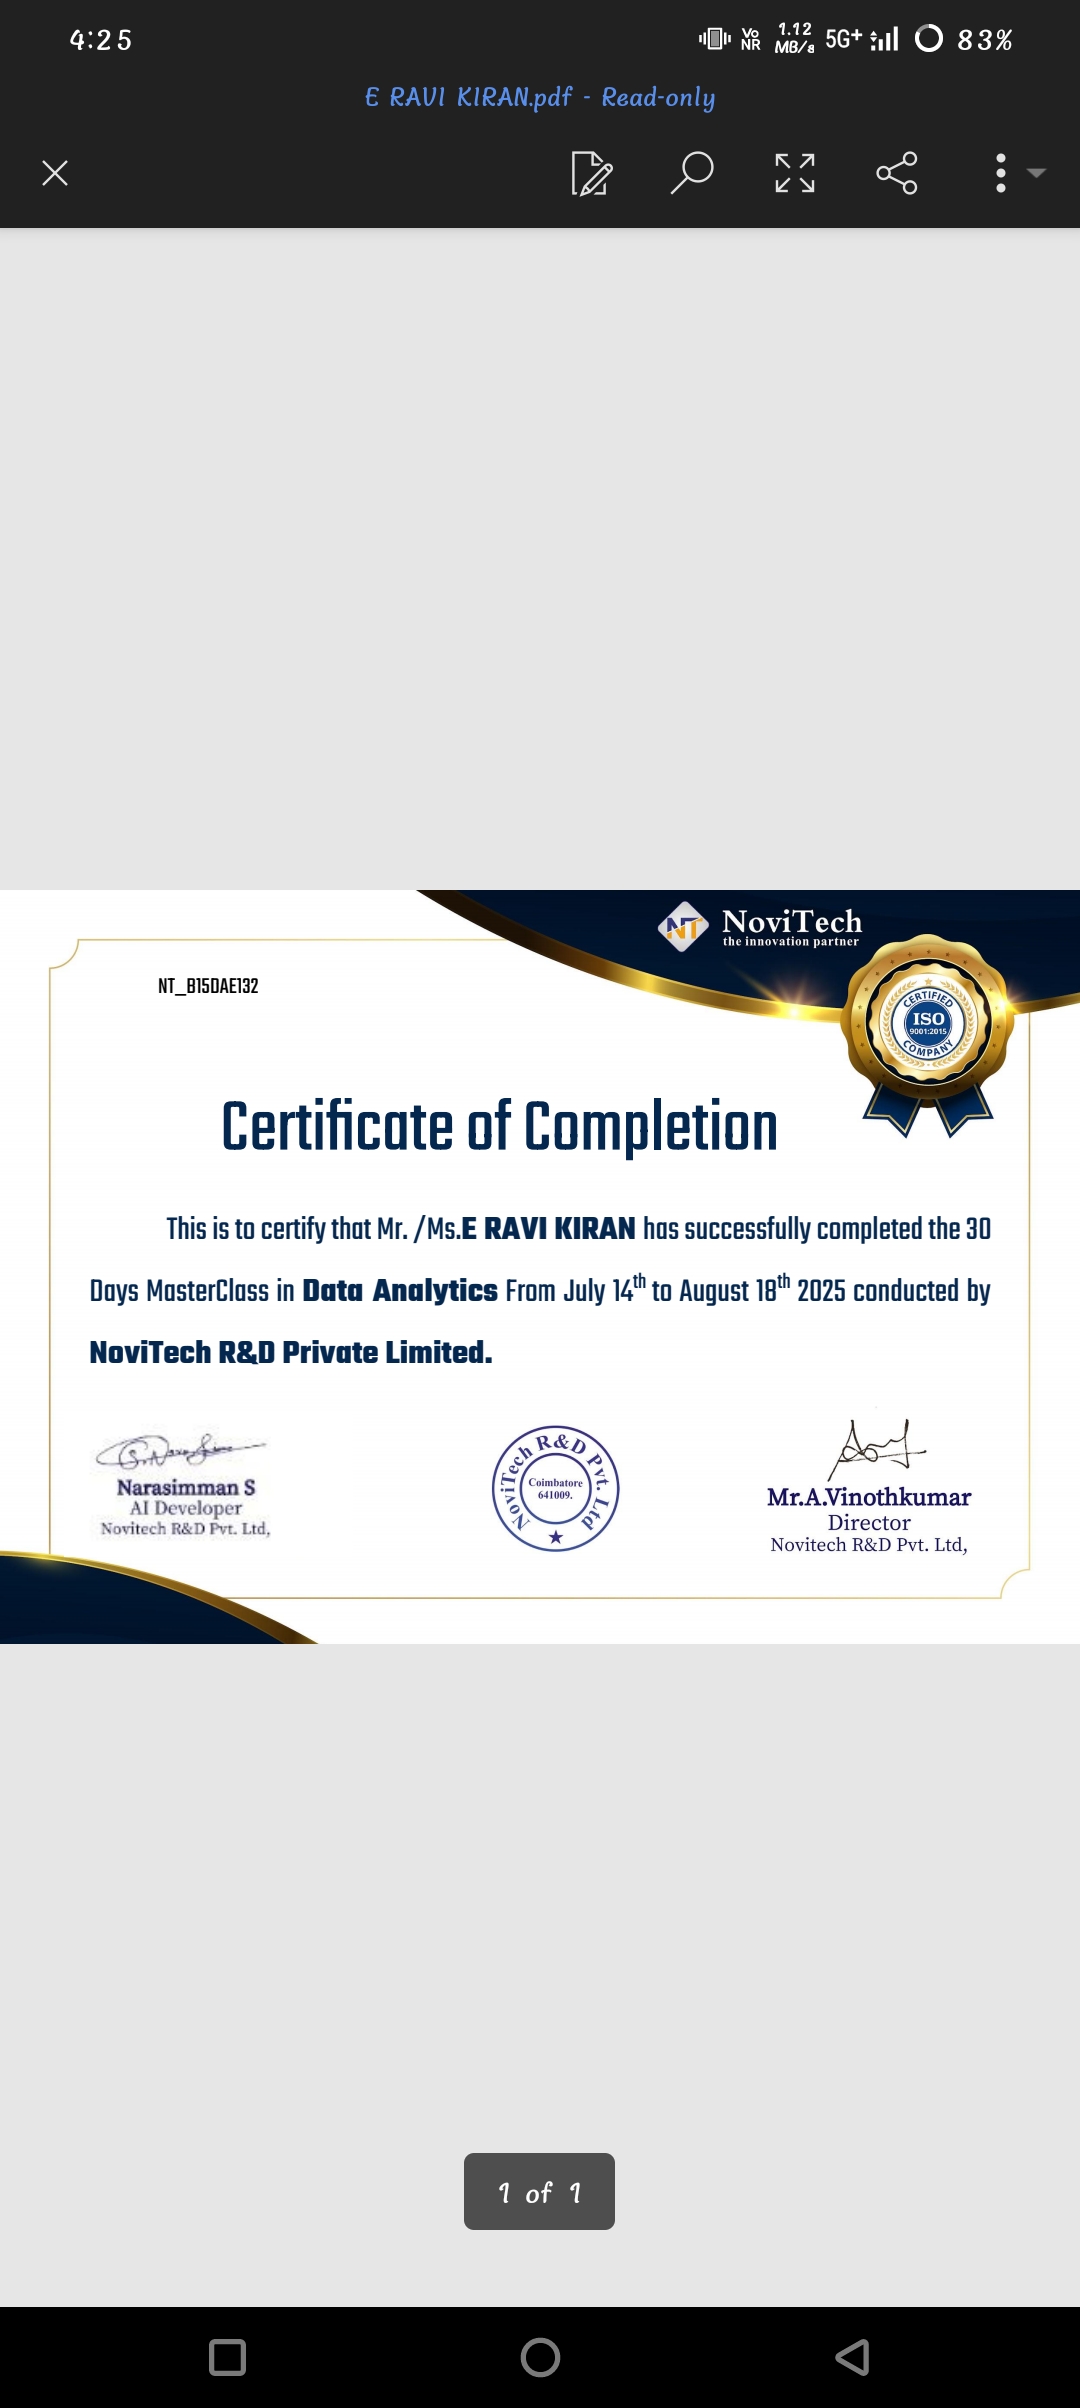 4:25
Vo NR 1.12 MB/s 5G+ 83%
E RAVI KIRAN.pdf - Read-only
NT NoviTech
the innovation partner
NT_B15DAE132
CERTIFIED
ISO
9001:2015
COMPANY
Certificate of Completion
This is to certify that Mr. /Ms.E RAVI KIRAN has successfully completed the 30
Days MasterClass in Data Analytics From July 14th to August 18th 2025 conducted by
NoviTech R&D Private Limited.
Narasimman S
AI Developer
Novitech R&D Pvt. Ltd,
NoviTech R&D Pvt. Ltd
Coimbatore
641009.
Mr.A.Vinothkumar
Director
Novitech R&D Pvt. Ltd,
1 of 1